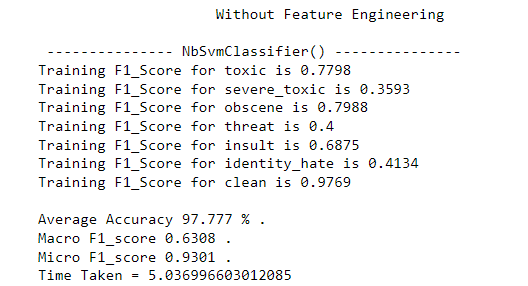 Without Feature Engineering
--------------- NbSvmClassifier() ---------------
Training F1_Score for toxic is 0.7798
Training F1_Score for severe_toxic is 0.3593
Training F1_Score for obscene is 0.7988
Training F1_Score for threat is 0.4
Training F1_Score for insult is 0.6875
Training F1_Score for identity_hate is 0.4134
Training F1_Score for clean is 0.9769
Average Accuracy 97.777 % .
Macro F1_score 0.6308 .
Micro F1_score 0.9301 .
Time Taken = 5.036996603012085